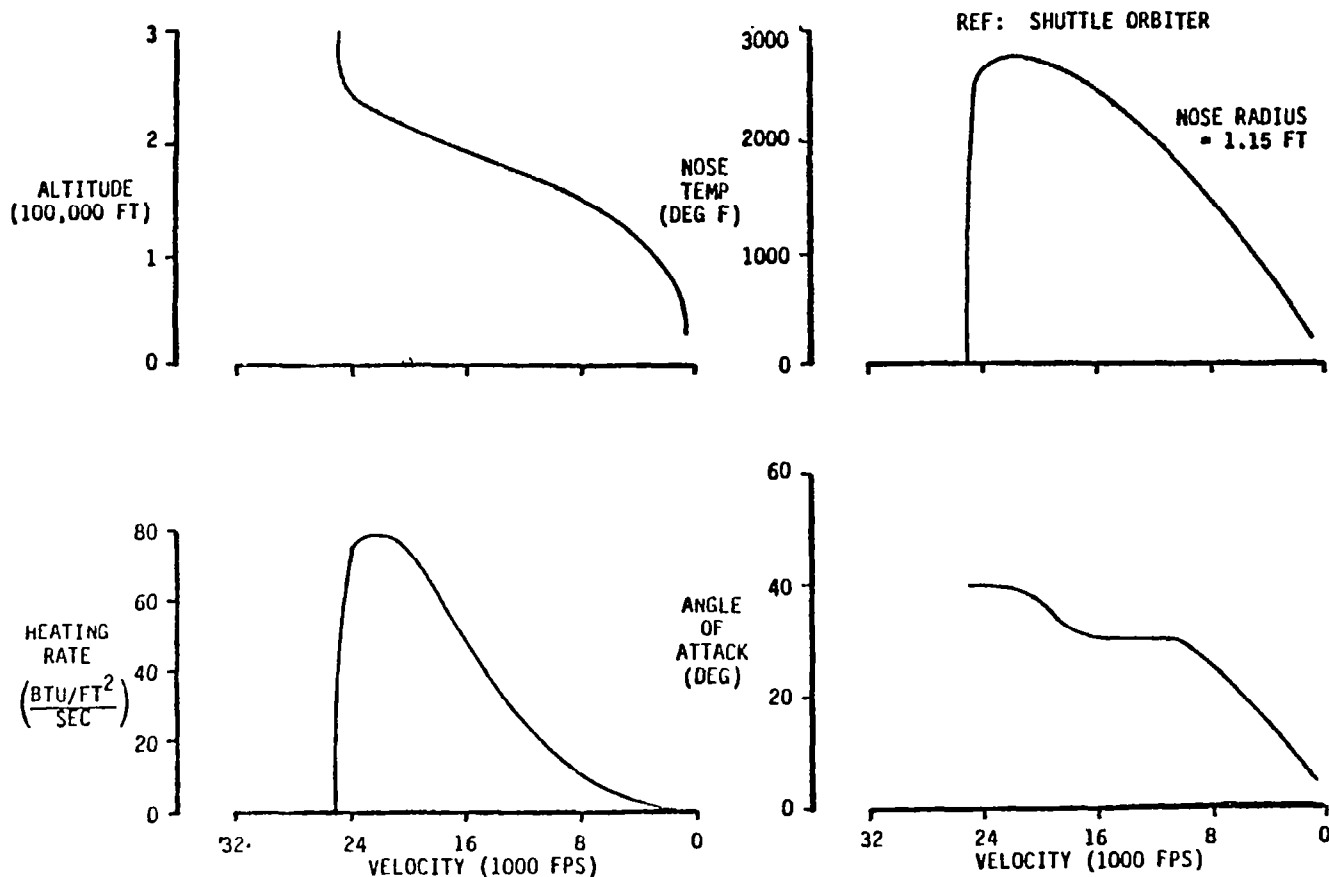 REF: SHUTTLE ORBITER
3
2
1
0
ALTITUDE
(100,000 FT)
3000
2000
1000
0
NOSE
TEMP
(DEG F)
NOSE RADIUS
= 1.15 FT
80
60
40
20
0
HEATING
RATE
(BTU/FT²
SEC)
32
24
16
8
0
VELOCITY (1000 FPS)
60
40
20
0
ANGLE
OF
ATTACK
(DEG)
32
24
16
8
0
VELOCITY (1000 FPS)